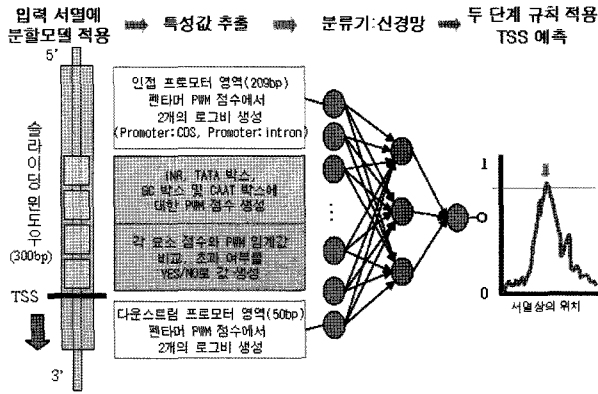 입력 서열에
분할모델 적용
특성값 추출
분류기:신경망
두 단계 규칙 적용
TSS 예측
5'
슬라이딩 윈도우
(300bp)
TSS
3'
인접 프로모터 영역(209bp)
펜타머 PWM 점수에서
2개의 로그비 생성
(Promoter:CDS, Promoter:intron)
INR, TATA 박스,
GC 박스 및 CAAT 박스에
대한 PWM 점수 생성
각 요소 점수와 PWM 임계값
비교, 초과 여부를
YES/NO로 값 생성
다운스트림 프로모터 영역(50bp)
펜타머 PWM 점수에서
2개의 로그비 생성
...
1
0
서열상의 위치